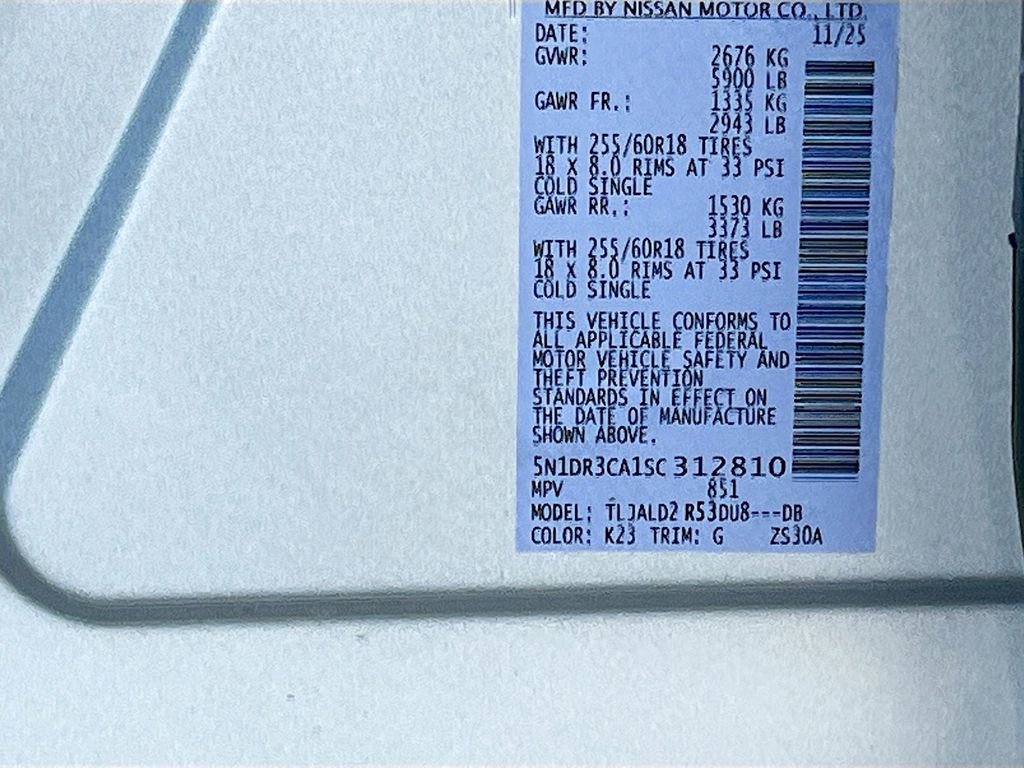 MFD BY NISSAN MOTOR CO., LTD.
DATE: 11/25
GVWR: 2676 KG
5900 LB
GAWR FR.: 1335 KG
2943 LB
WITH 255/60R18 TIRES
18 X 8.0 RIMS AT 33 PSI
COLD SINGLE
GAWR RR.: 1530 KG
3373 LB
WITH 255/60R18 TIRES
18 X 8.0 RIMS AT 33 PSI
COLD SINGLE
THIS VEHICLE CONFORMS TO
ALL APPLICABLE FEDERAL
MOTOR VEHICLE SAFETY AND
THEFT PREVENTION
STANDARDS IN EFFECT ON
THE DATE OF MANUFACTURE
SHOWN ABOVE.
5N1DR3CA1SC312810
MPV 851
MODEL: TLJALD2 R53DU8---DB
COLOR: K23 TRIM: G ZS30A